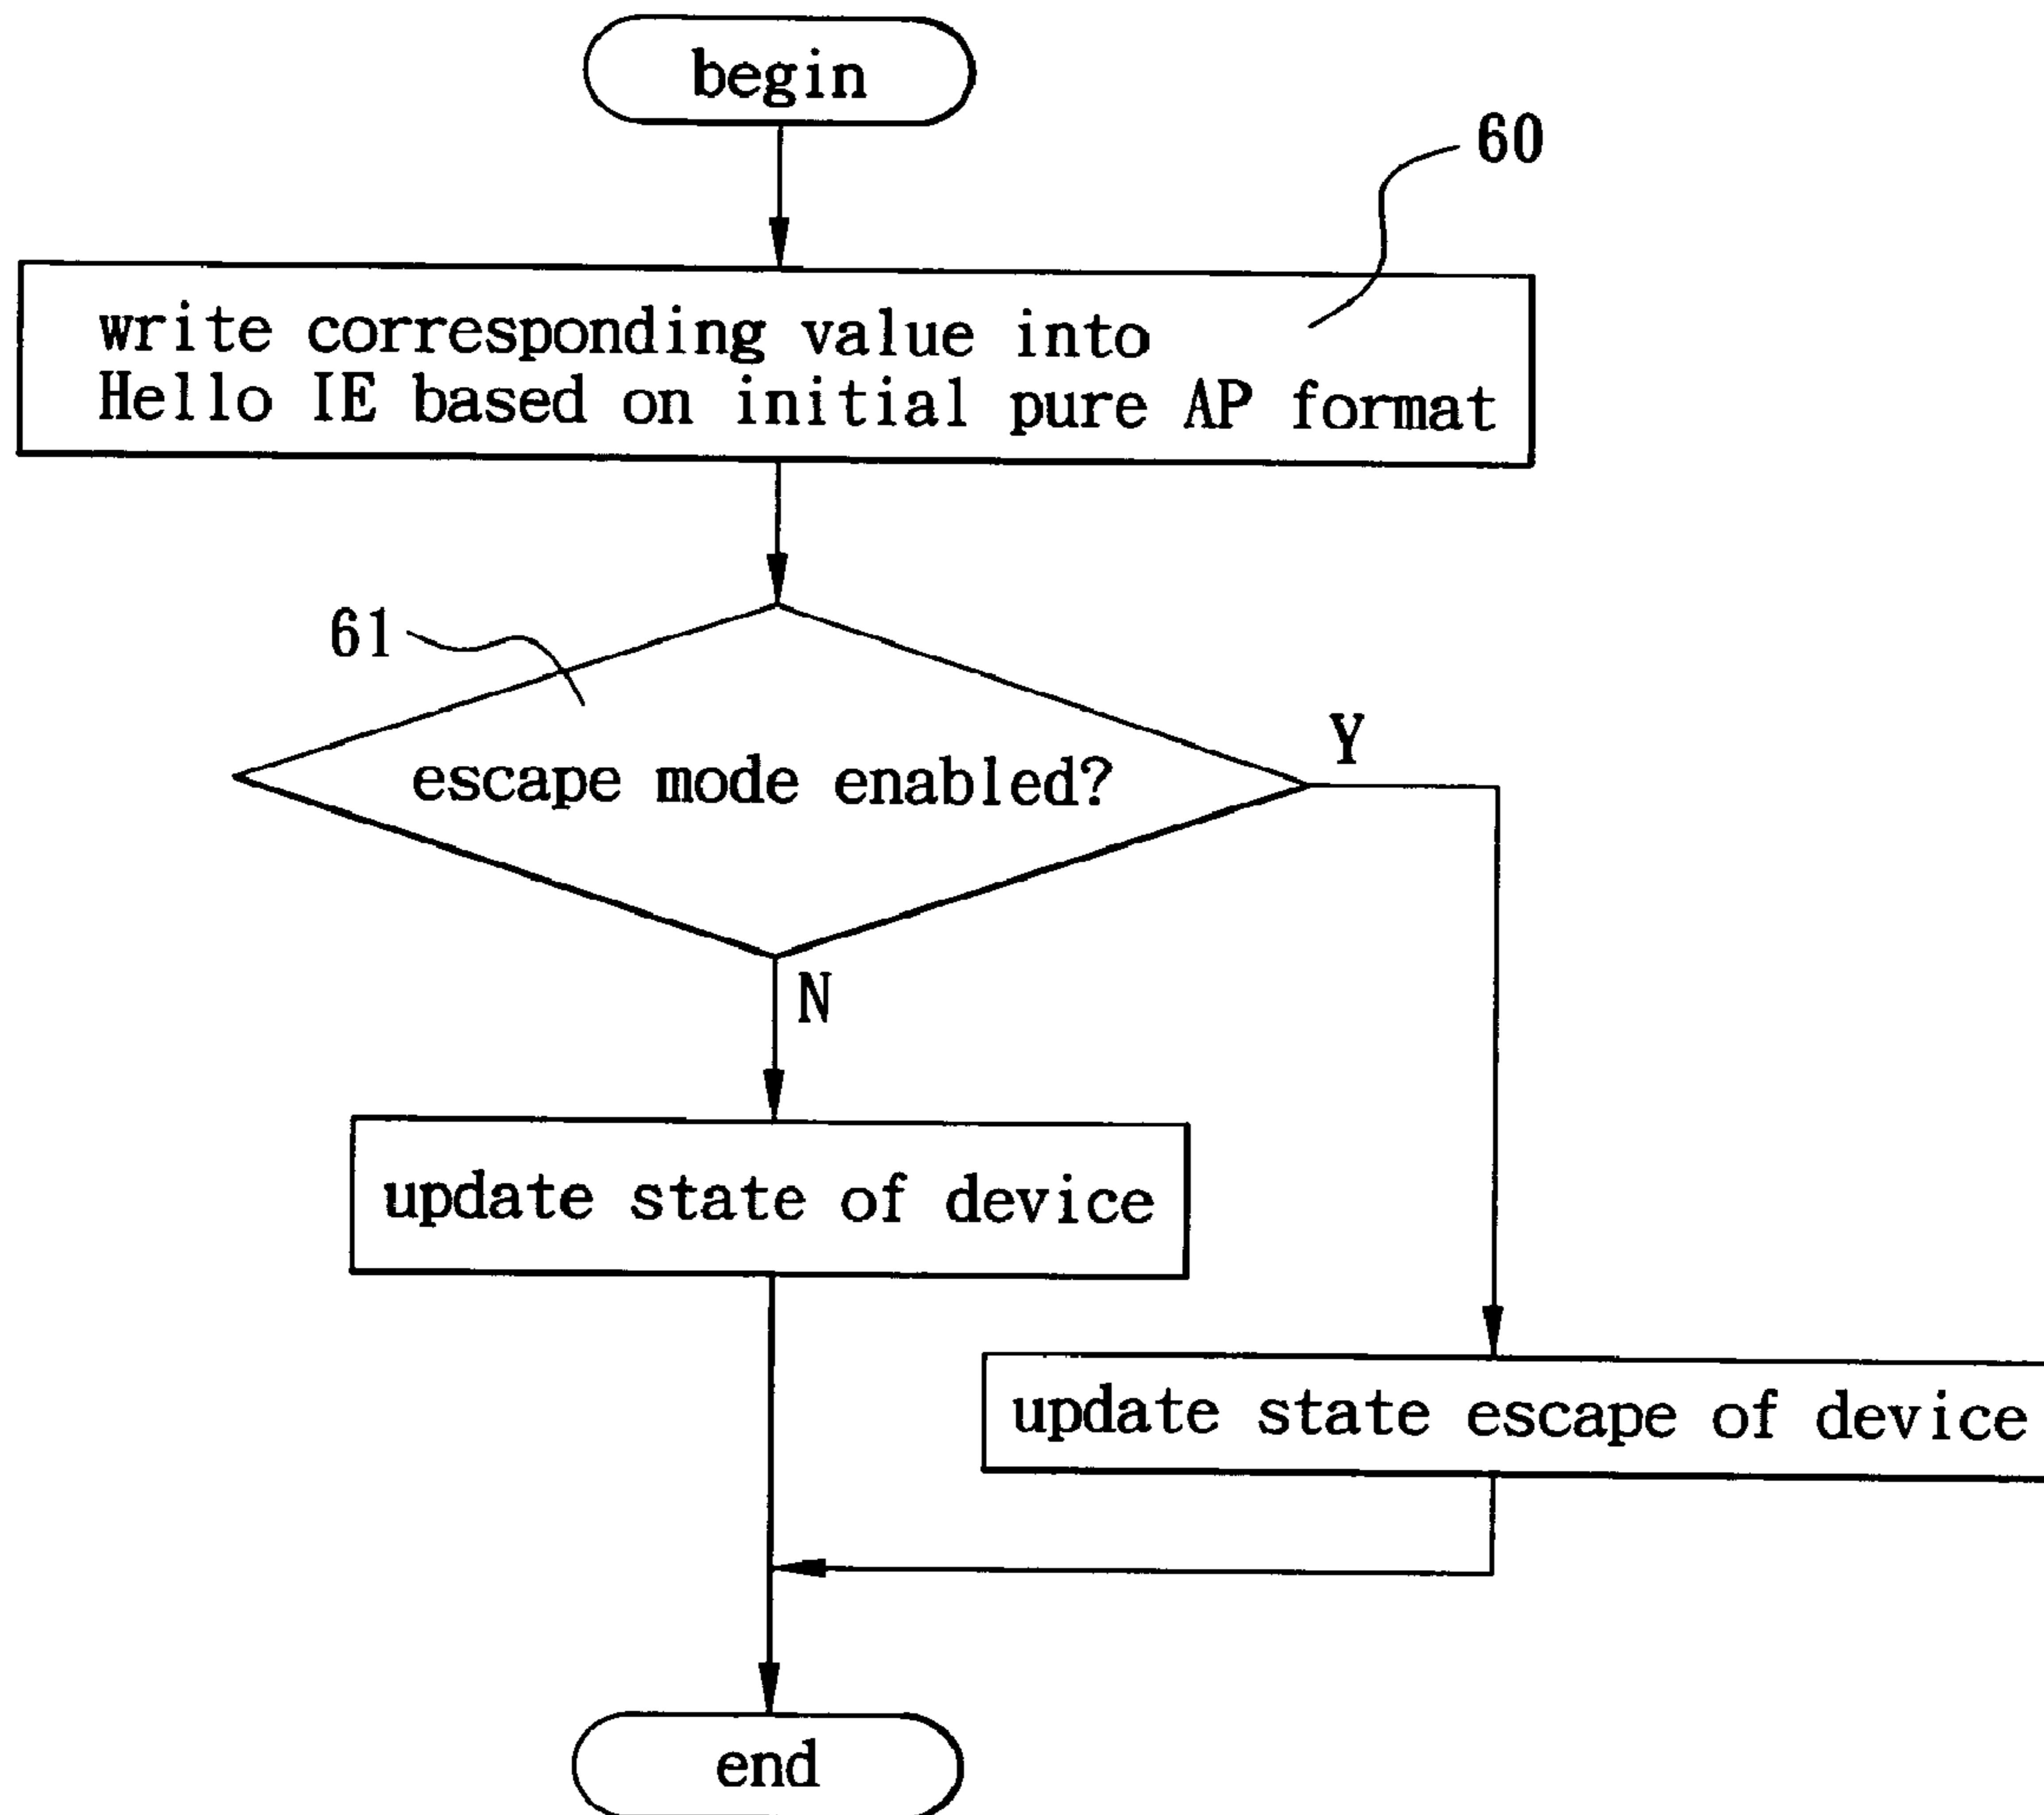 begin
60
write corresponding value into
Hello IE based on initial pure AP format
61
escape mode enabled?
Y
N
update state of device
update state escape of device
end